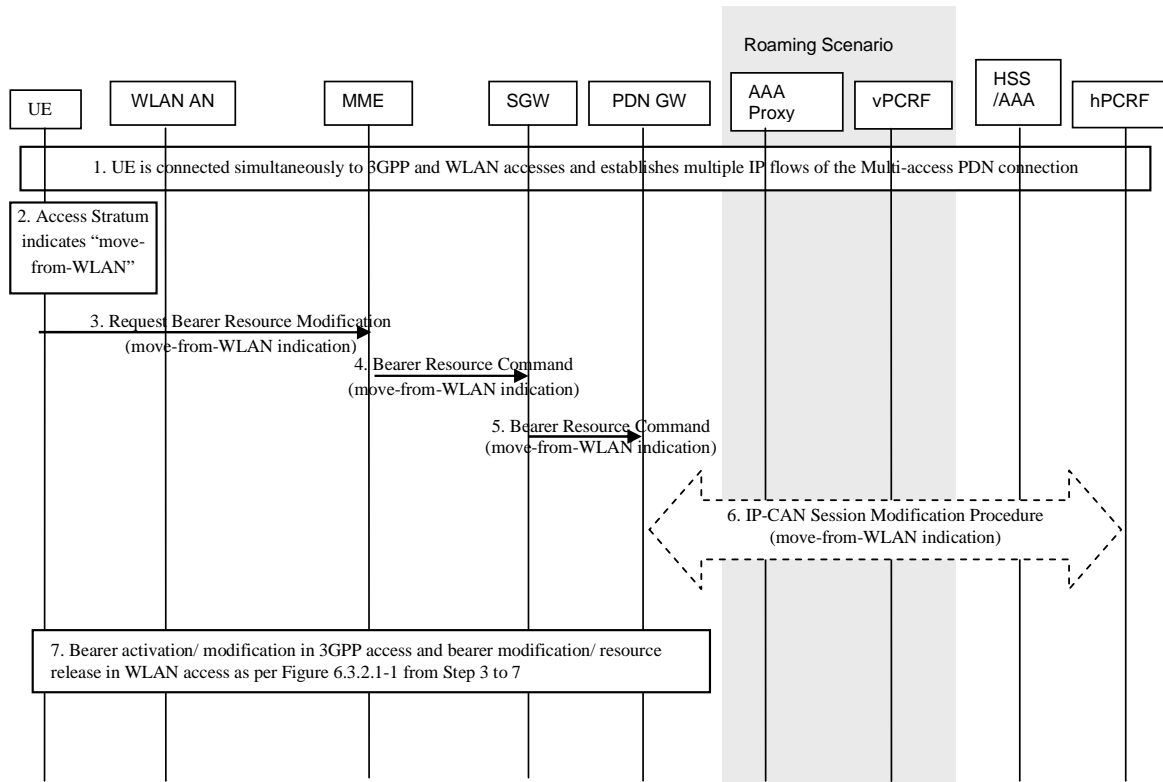 Roaming Scenario
UE
WLAN AN
MME
SGW
PDN GW
AAA
Proxy
vPCRF
HSS
/AAA
hPCRF
1. UE is connected simultaneously to 3GPP and WLAN accesses and establishes multiple IP flows of the Multi-access PDN connection
2. Access Stratum
indicates “move-
from-WLAN”
3. Request Bearer Resource Modification
(move-from-WLAN indication)
4. Bearer Resource Command
(move-from-WLAN indication)
5. Bearer Resource Command
(move-from-WLAN indication)
6. IP-CAN Session Modification Procedure
(move-from-WLAN indication)
7. Bearer activation/ modification in 3GPP access and bearer modification/ resource
release in WLAN access as per Figure 6.3.2.1-1 from Step 3 to 7